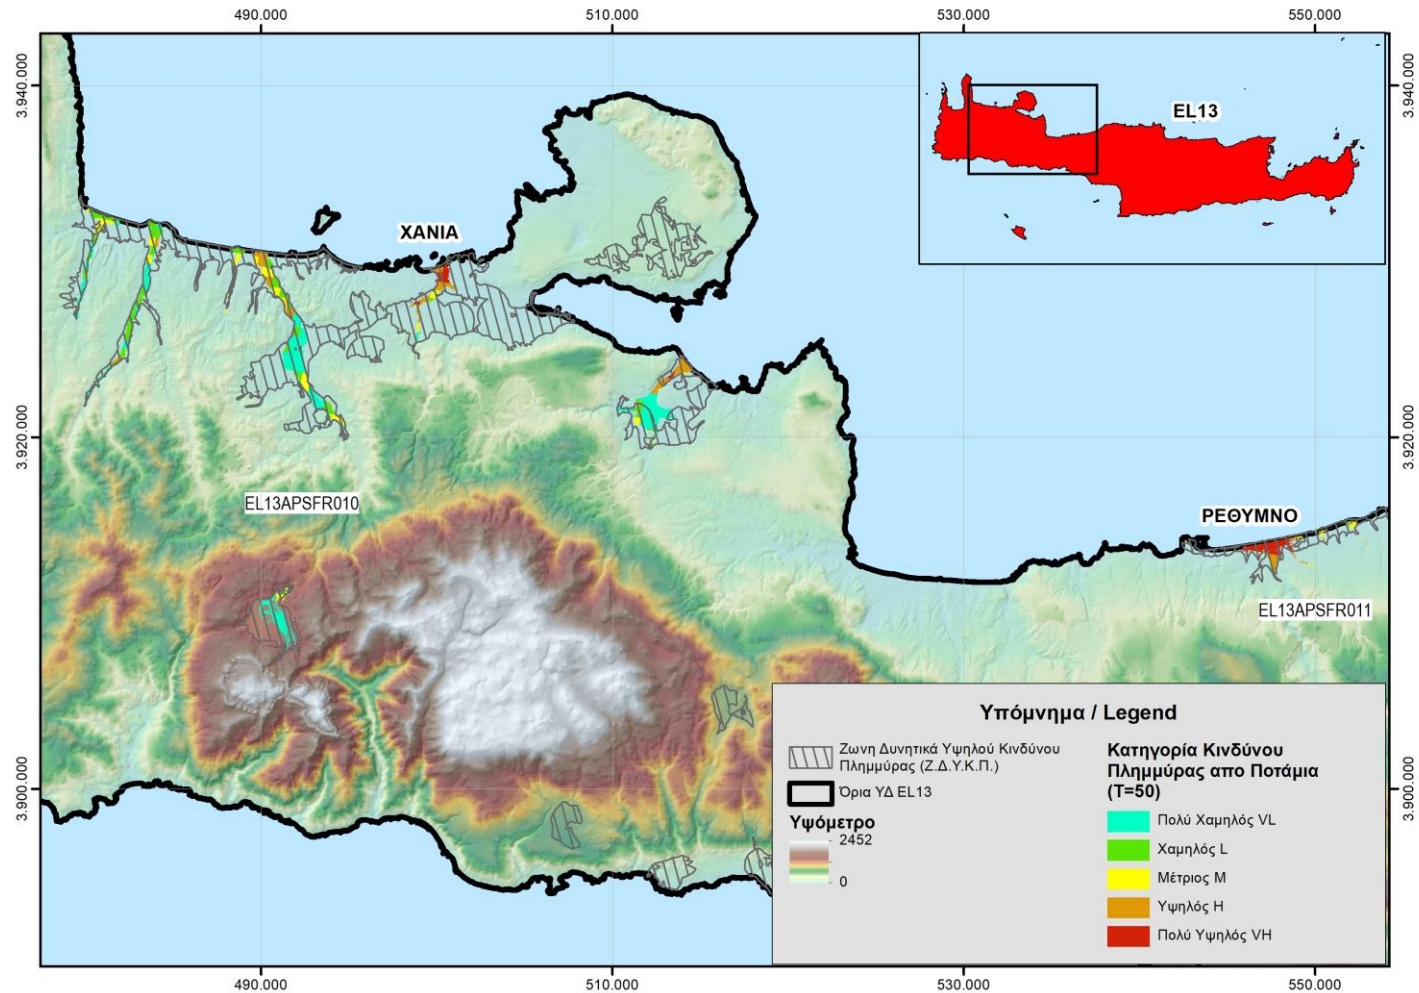 490.000
510.000
530.000
550.000
3.940.000
3.940.000
EL13
ΧΑΝΙΑ
3.920.000
3.920.000
EL13APSFR010
ΡΕΘΥΜΝΟ
EL13APSFR011
Υπόμνημα / Legend
Ζωνη Δυνητικά Υψηλού Κινδύνου
Πλημμύρας (Ζ.Δ.Υ.Κ.Π.)
Όρια ΥΔ EL13
Υψόμετρο
2452
0
Κατηγορία Κινδύνου
Πλημμύρας απο Ποτάμια
(T=50)
Πολύ Χαμηλός VL
Χαμηλός L
Μέτριος M
Υψηλός H
Πολύ Υψηλός VH
3.900.000
3.900.000
490.000
510.000
530.000
550.000